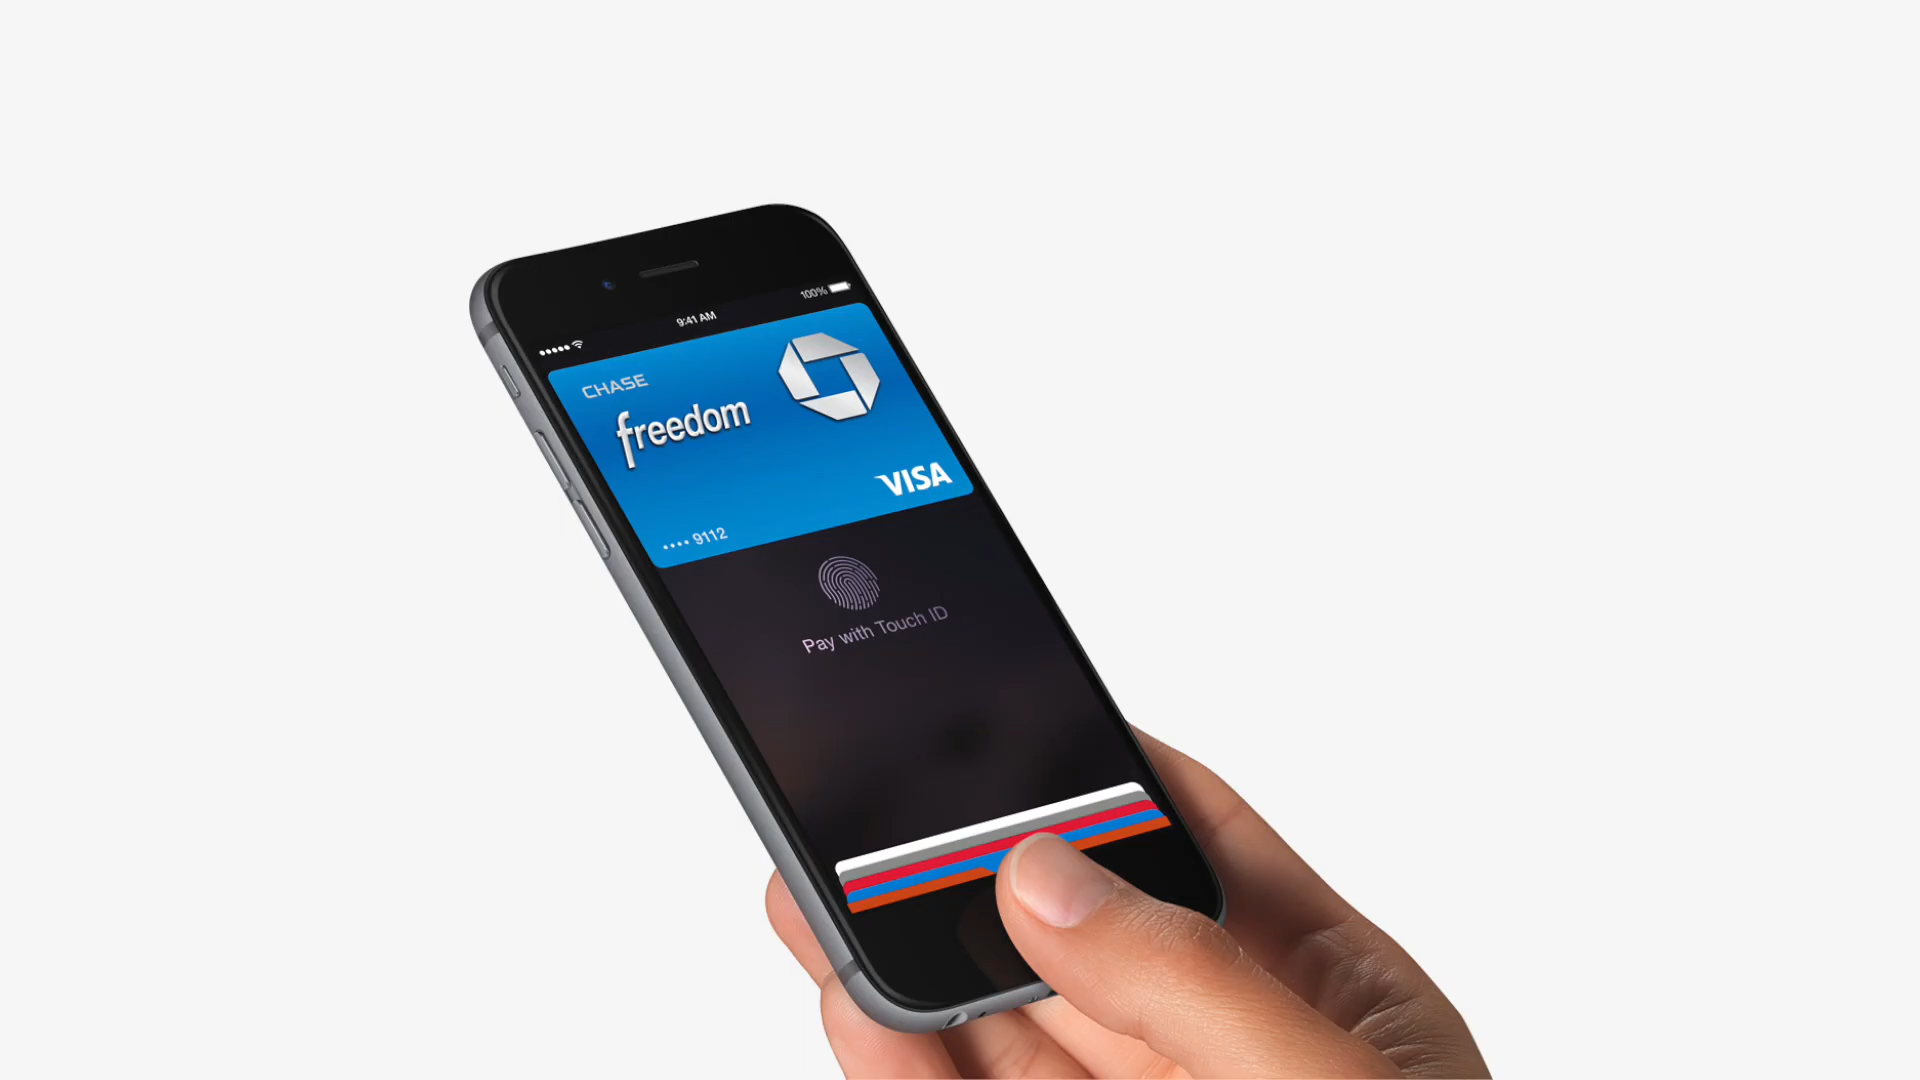 9:41 AM
100%
CHASE
freedom
VISA
•••• 9112
Pay with Touch ID